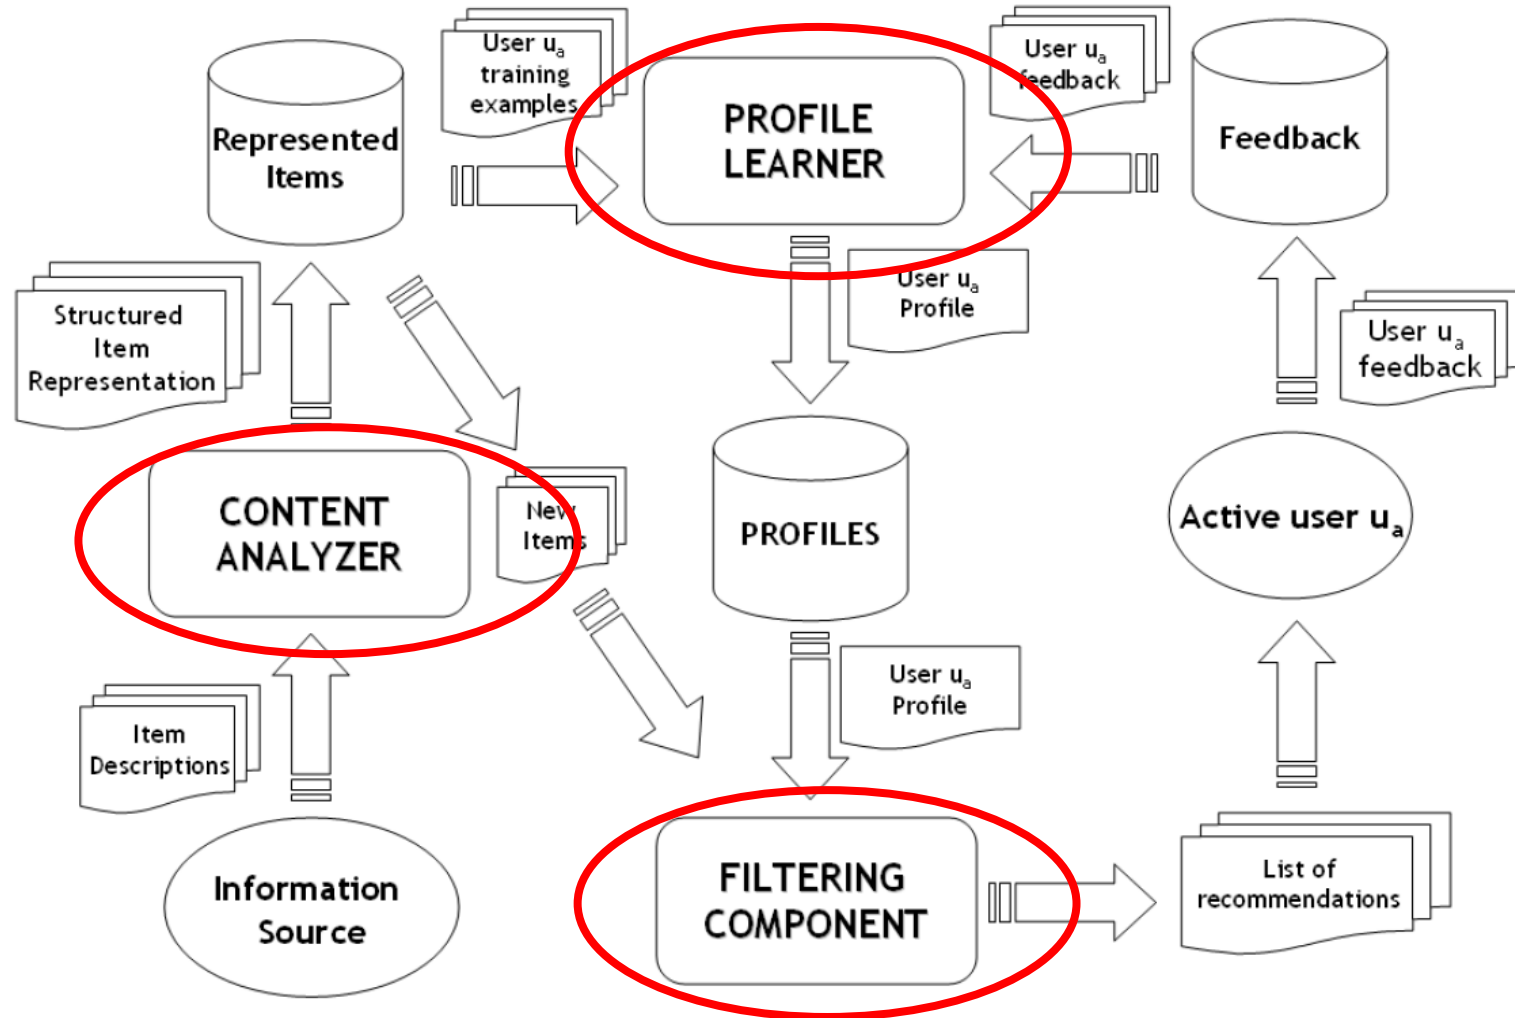 User uₐ
training
examples
PROFILE
LEARNER
User uₐ
feedback
Represented
Items
Feedback
User uₐ
Profile
Structured
Item
Representation
User uₐ
feedback
CONTENT
ANALYZER
New
Items
PROFILES
Active user uₐ
Item
Descriptions
User uₐ
Profile
Information
Source
FILTERING
COMPONENT
List of
recommendations